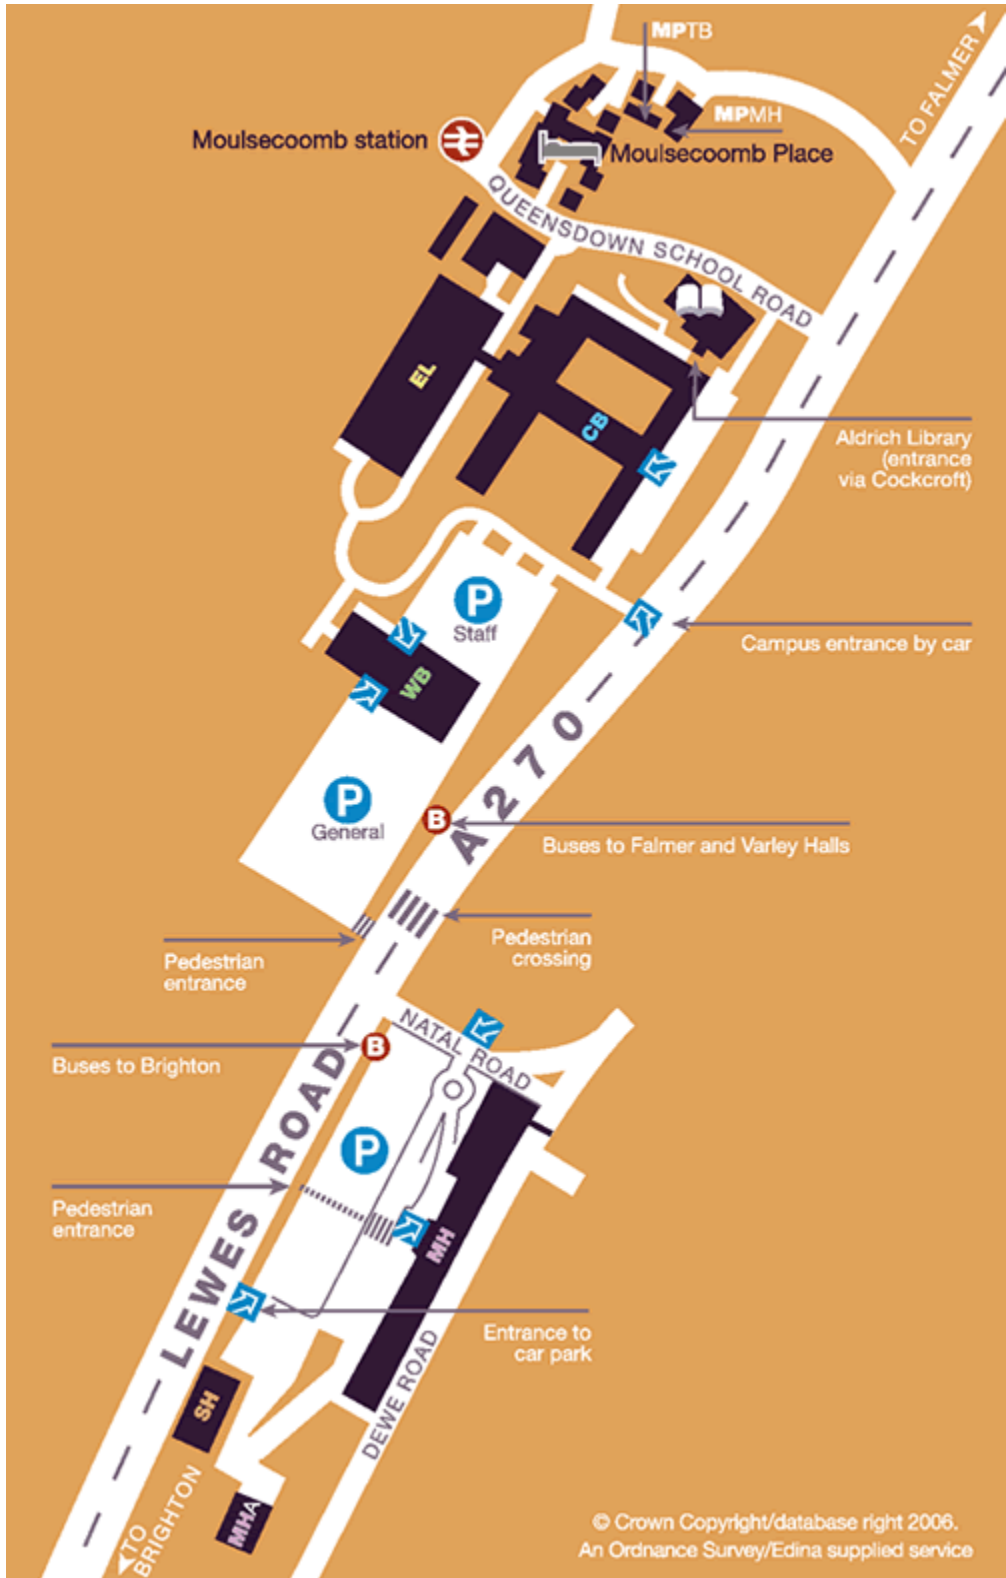 MPTB
TO FALMER
MPMH
Moulsecoomb station
Moulsecoomb Place
QUEENSDOWN SCHOOL ROAD
EL
CB
Aldrich Library
(entrance
via Cockcroft)
P
Staff
Campus entrance by car
WB
A270
P
General
B
Buses to Falmer and Varley Halls
Pedestrian
crossing
Pedestrian
entrance
NATAL ROAD
B
Buses to Brighton
LEWES ROAD
P
Pedestrian
entrance
MH
Entrance to
car park
DEWE ROAD
SH
MHA
TO
BRIGHTON
© Crown Copyright/database right 2006.
An Ordnance Survey/Edina supplied service